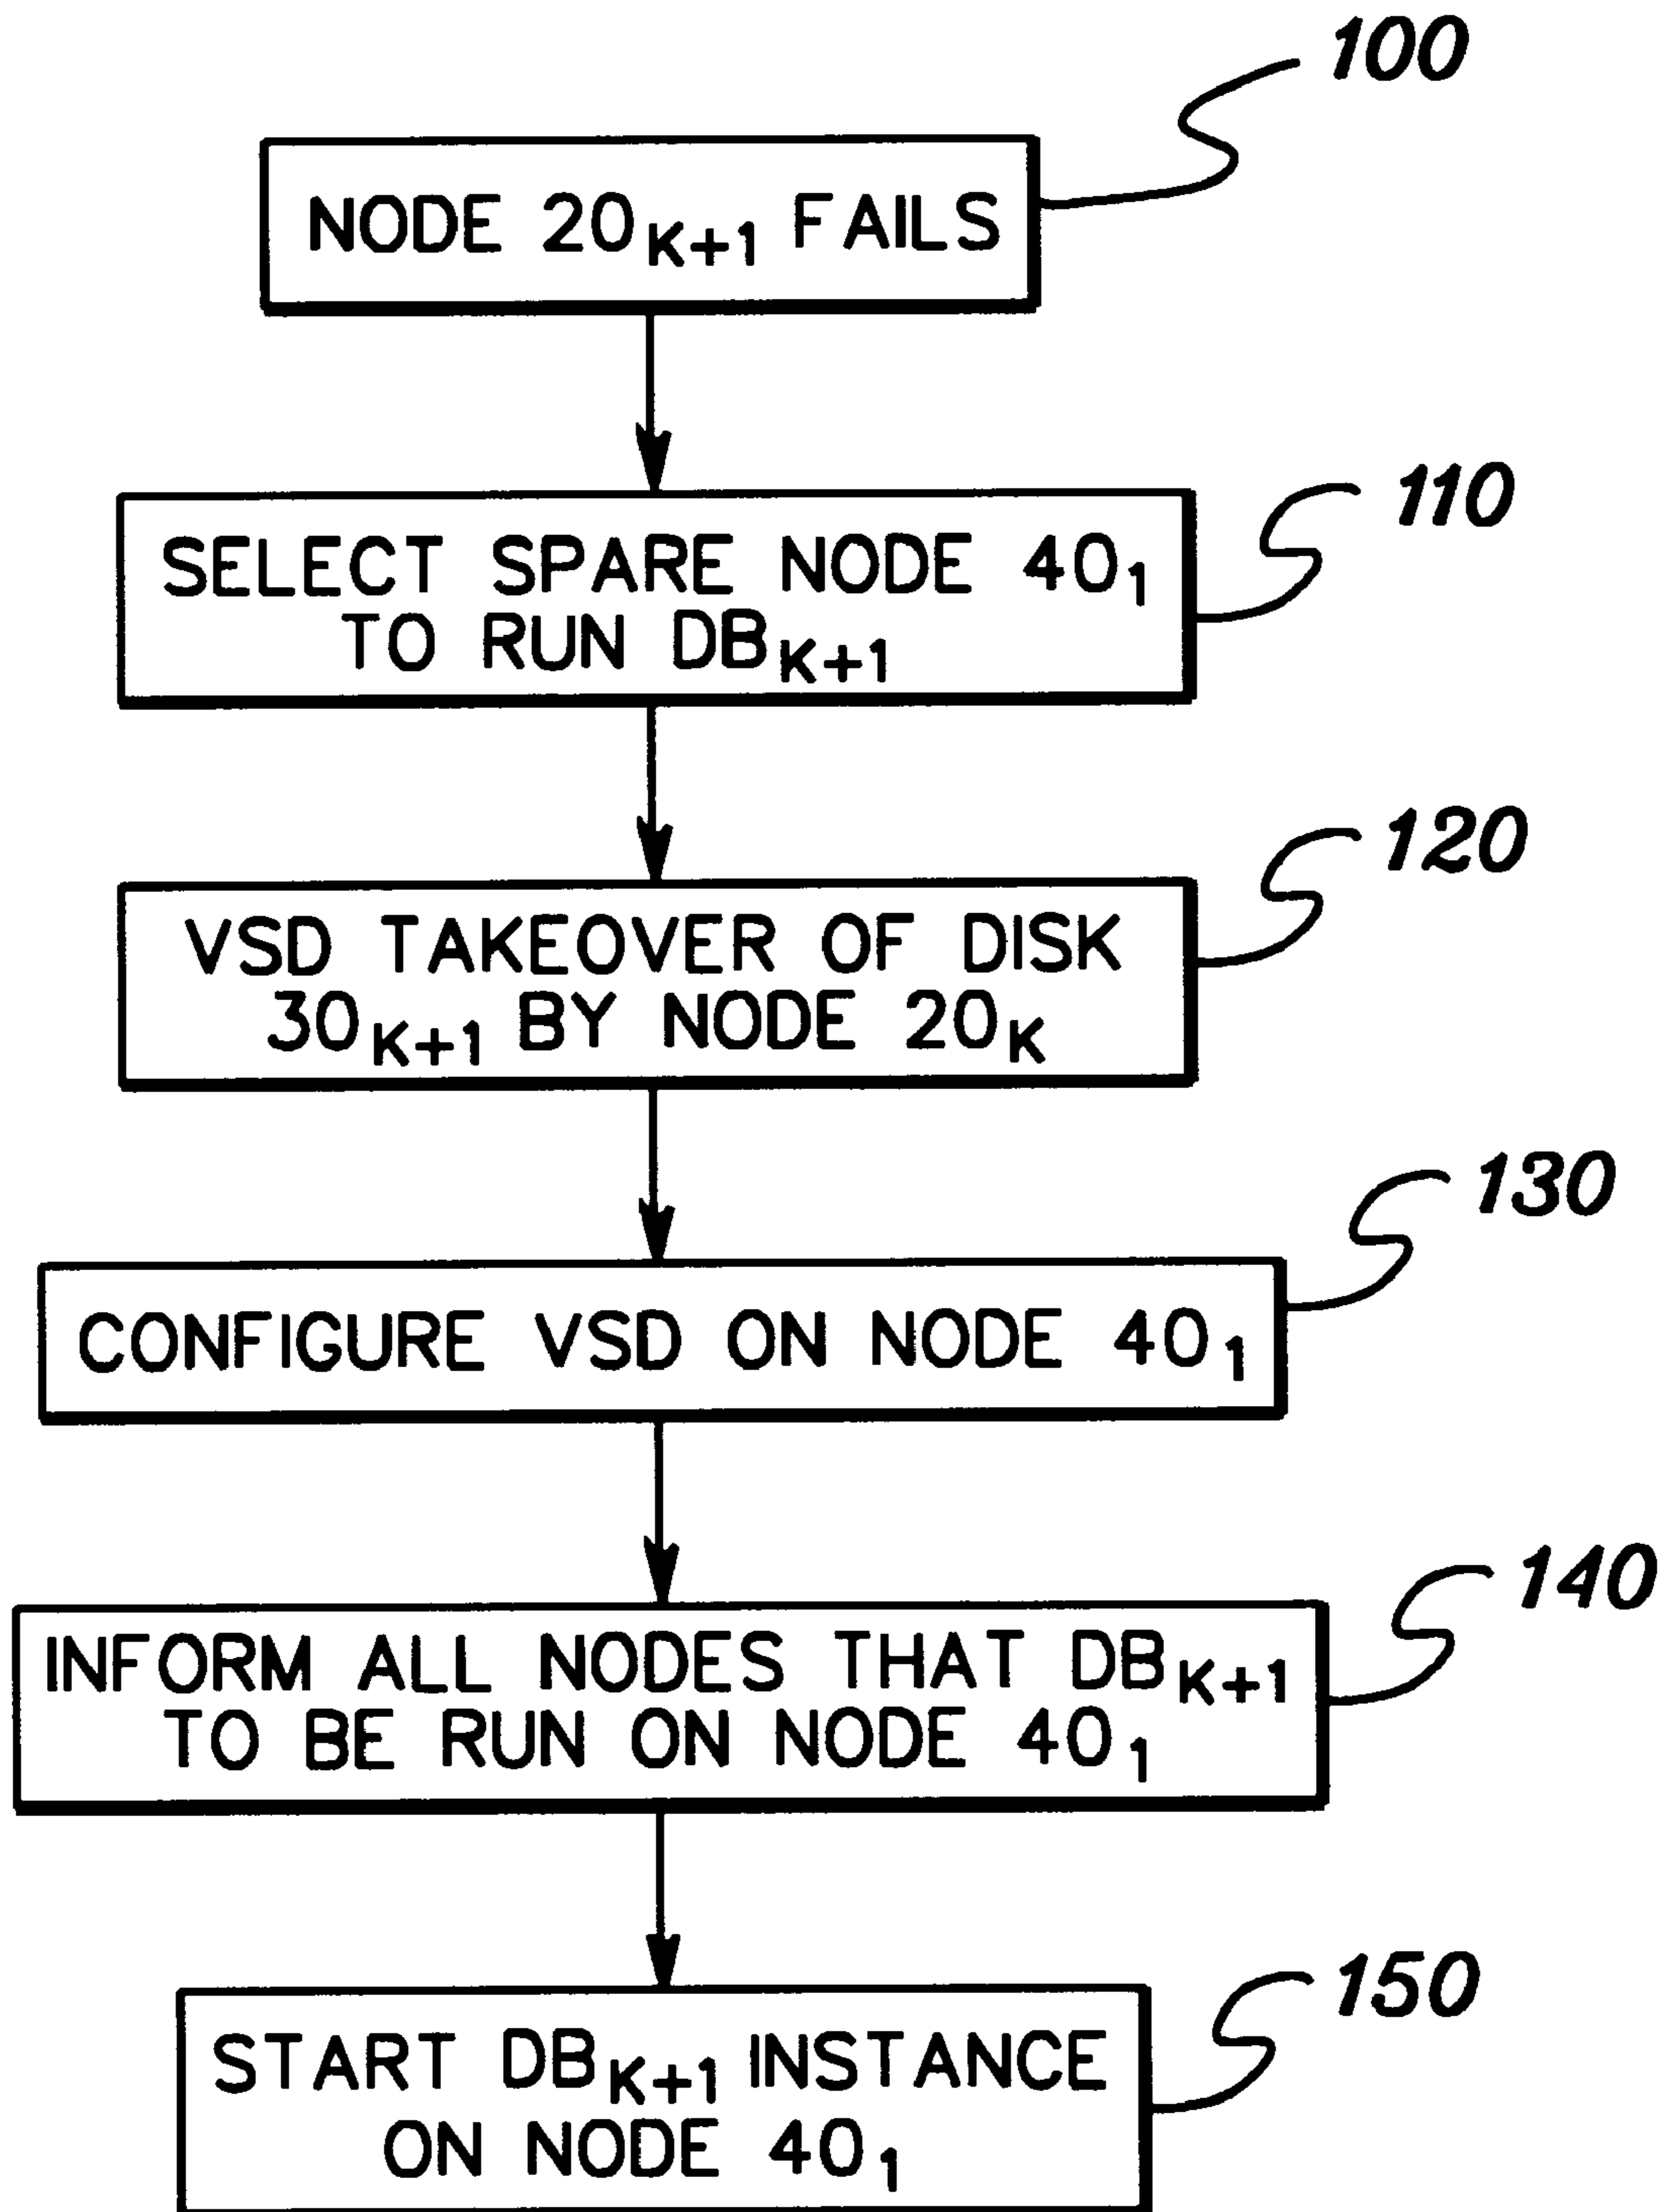 100
NODE 20K+1 FAILS
110
SELECT SPARE NODE 401
TO RUN DBK+1
120
VSD TAKEOVER OF DISK
30K+1 BY NODE 20K
130
CONFIGURE VSD ON NODE 401
140
INFORM ALL NODES THAT DBK+1
TO BE RUN ON NODE 401
150
START DBK+1 INSTANCE
ON NODE 401